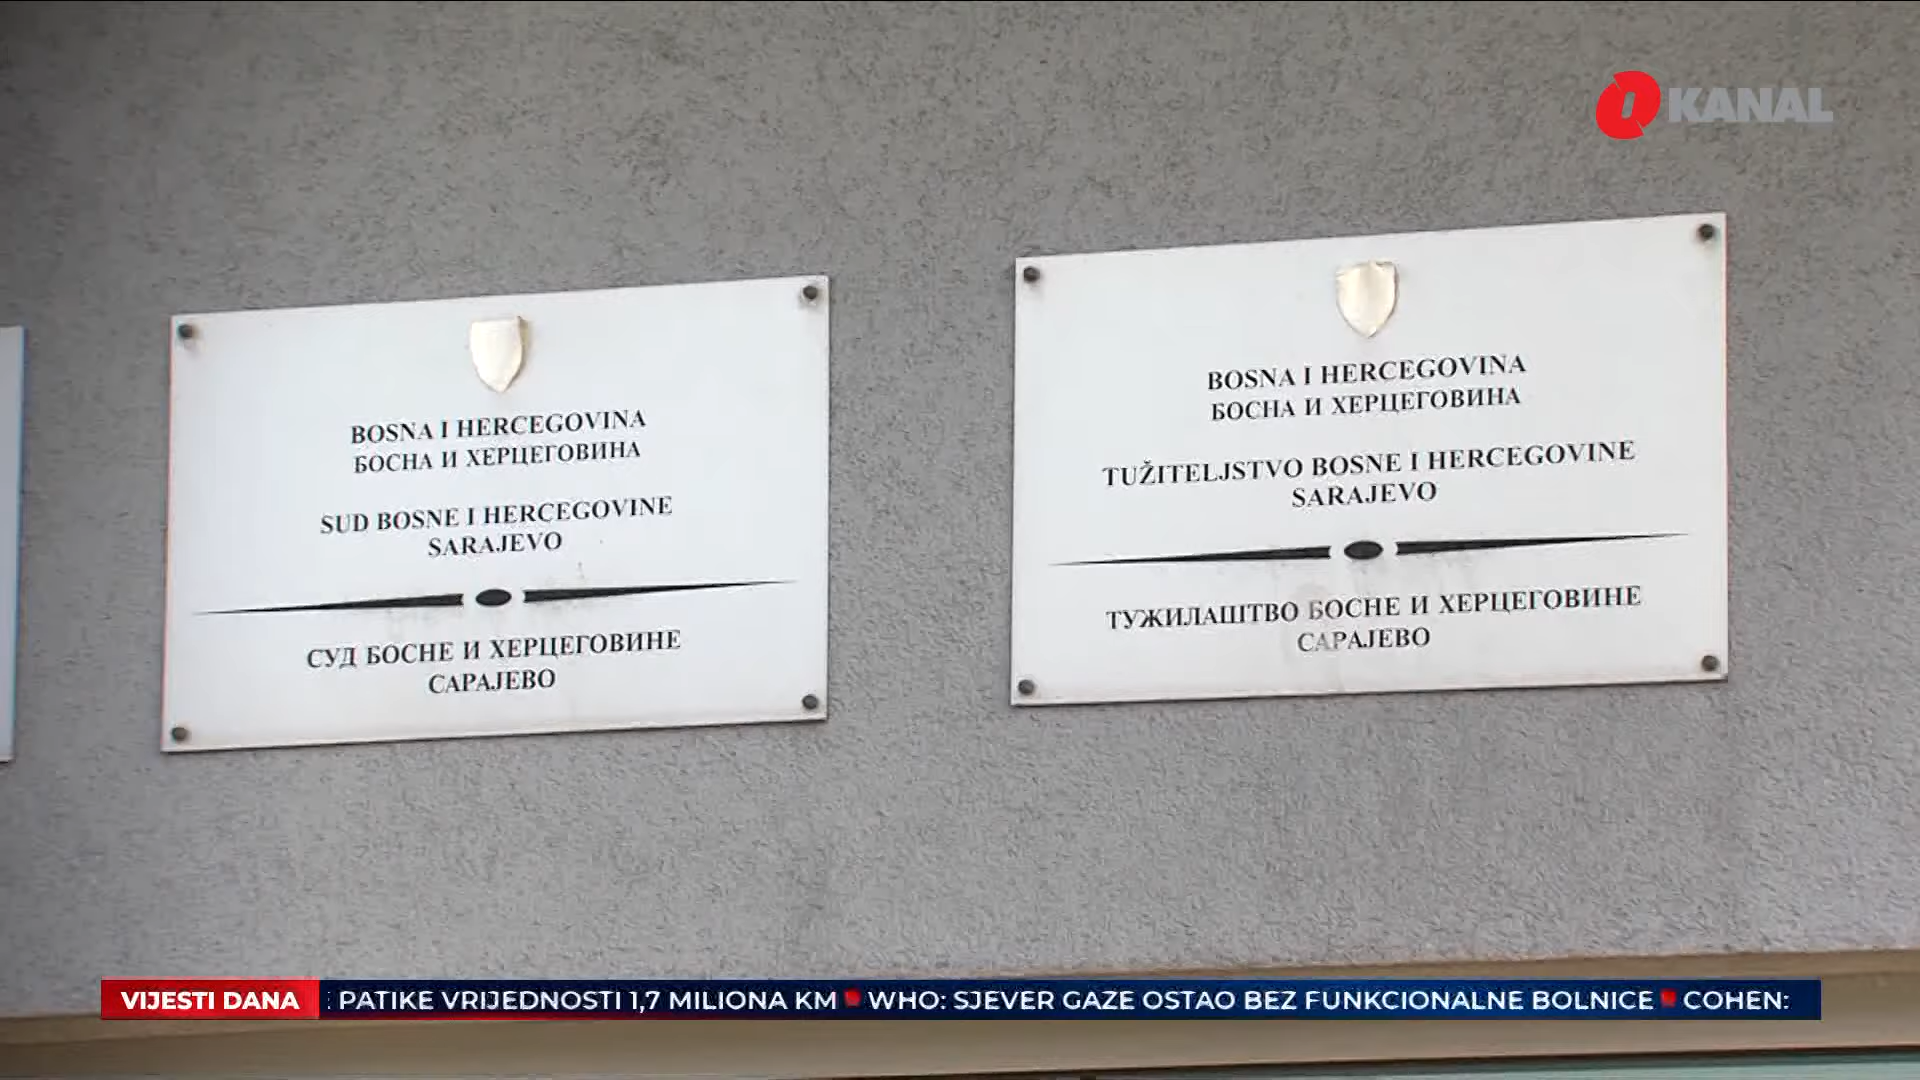 KANAL
BOSNA I HERCEGOVINA
БОСНА И ХЕРЦЕГОВИНА
SUD BOSNE I HERCEGOVINE
SARAJEVO
СУД БОСНЕ И ХЕРЦЕГОВИНЕ
САРАЈЕВО
BOSNA I HERCEGOVINA
БОСНА И ХЕРЦЕГОВИНА
TUŽITELJSTVO BOSNE I HERCEGOVINE
SARAJEVO
ТУЖИЛАШТВО БОСНЕ И ХЕРЦЕГОВИНЕ
САРАЈЕВО
VIJESTI DANA PATIKE VRIJEDNOSTI 1,7 MILIONA KM WHO: SJEVER GAZE OSTAO BEZ FUNKCIONALNE BOLNICE COHEN: